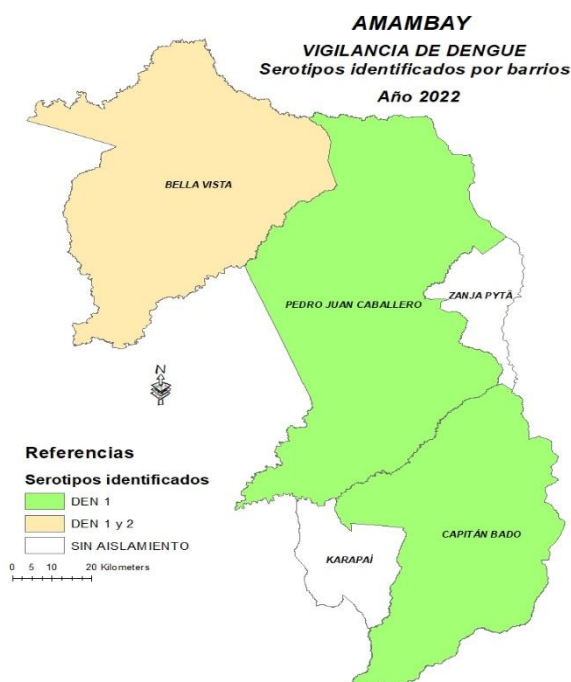 AMAMBAY
VIGILANCIA DE DENGUE
Serotipos identificados por barrios
Año 2022
BELLA VISTA
ZANJA PYTÃ
PEDRO JUAN CABALLERO
N
Referencias
Serotipos identificados
DEN 1
DEN 1 y 2
SIN AISLAMIENTO
0 5 10 20 Kilometers
KARAPAÍ
CAPITÁN BADO